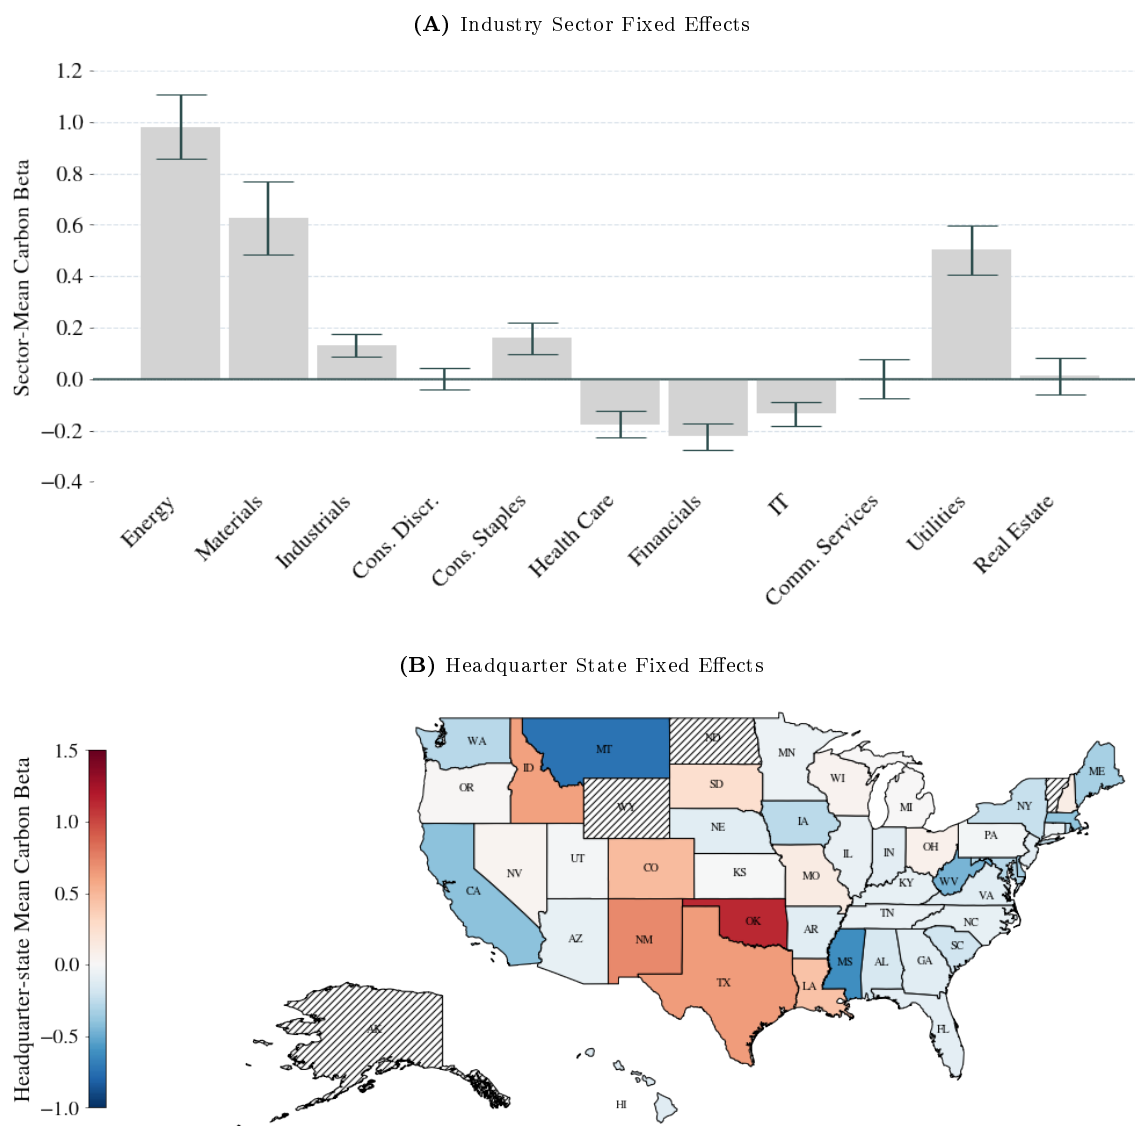 (A) Industry Sector Fixed Effects
Sector-Mean Carbon Beta
1.2
1.0
0.8
0.6
0.4
0.2
0.0
−0.2
−0.4
Energy
Materials
Industrials
Cons. Discr.
Cons. Staples
Health Care
Financials
IT
Comm. Services
Utilities
Real Estate
(B) Headquarter State Fixed Effects
Headquarter-state Mean Carbon Beta
1.5
1.0
0.5
0.0
−0.5
−1.0
WA
MT
ND
MN
ID
OR
SD
WI
MI
ME
NY
WY
NE
IA
PA
OH
IL
IN
NV
UT
CO
KS
MO
KY
WV
VA
CA
AZ
NM
OK
AR
TN
NC
SC
TX
LA
MS
AL
GA
FL
AK
HI